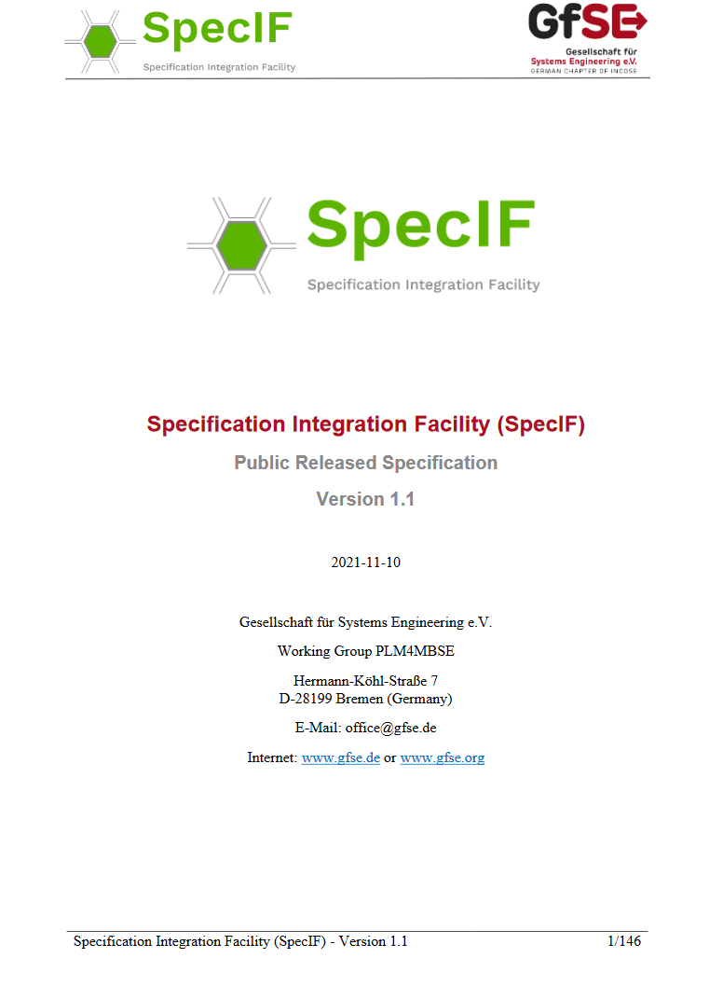 SpecIF
Specification Integration Facility
GfSE
Gesellschaft für
Systems Engineering e.V.
GERMAN CHAPTER OF INCOSE
SpecIF
Specification Integration Facility
Specification Integration Facility (SpecIF)
Public Released Specification
Version 1.1
2021-11-10
Gesellschaft für Systems Engineering e.V.
Working Group PLM4MBSE
Hermann-Köhl-Straße 7
D-28199 Bremen (Germany)
E-Mail: office@gfse.de
Internet: www.gfse.de or www.gfse.org
Specification Integration Facility (SpecIF) - Version 1.1 1/146